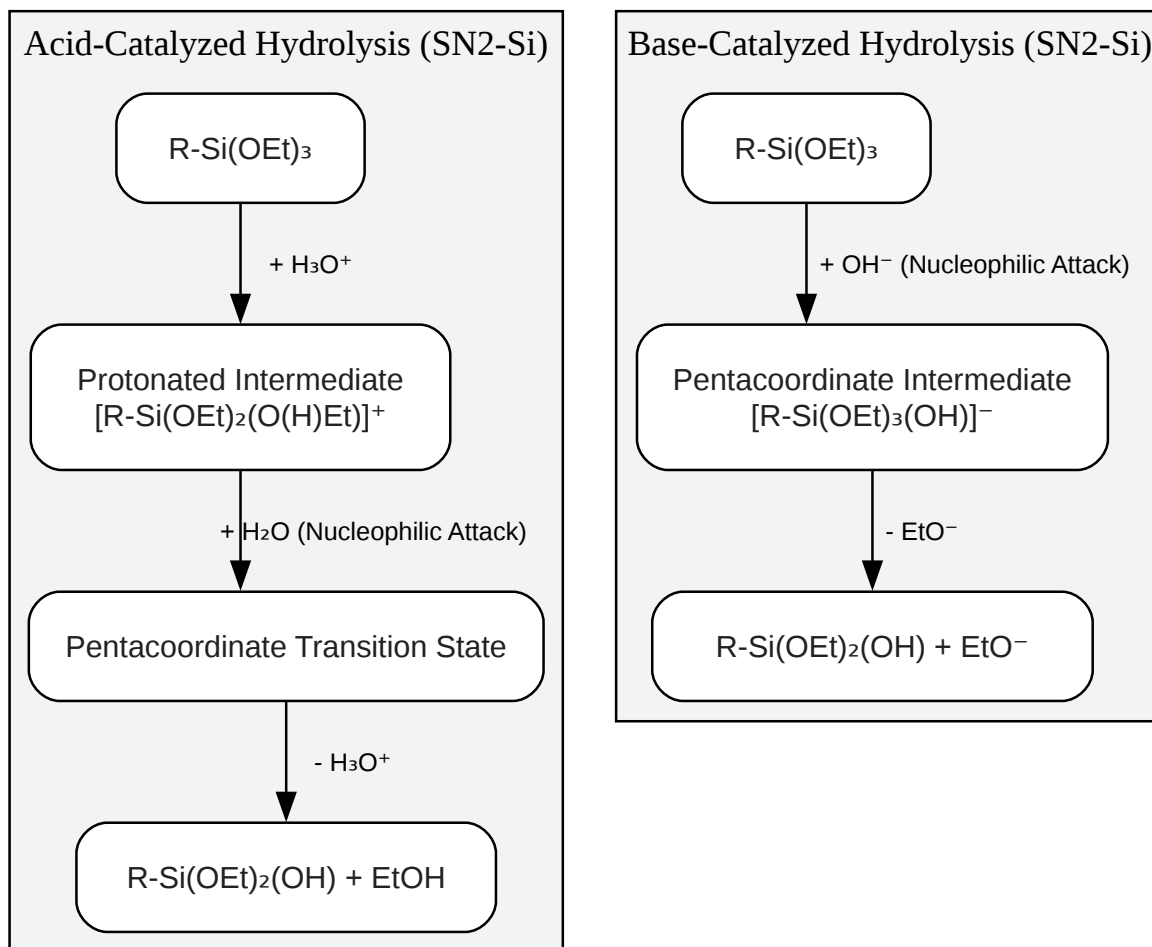 Acid-Catalyzed Hydrolysis (SN2-Si)
R-Si(OEt)₃
+ H₃O⁺
Protonated Intermediate
[R-Si(OEt)₂(O(H)Et)]⁺
+ H₂O (Nucleophilic Attack)
Pentacoordinate Transition State
- H₃O⁺
R-Si(OEt)₂(OH) + EtOH
Base-Catalyzed Hydrolysis (SN2-Si)
R-Si(OEt)₃
+ OH⁻ (Nucleophilic Attack)
Pentacoordinate Intermediate
[R-Si(OEt)₃(OH)]⁻
- EtO⁻
R-Si(OEt)₂(OH) + EtO⁻